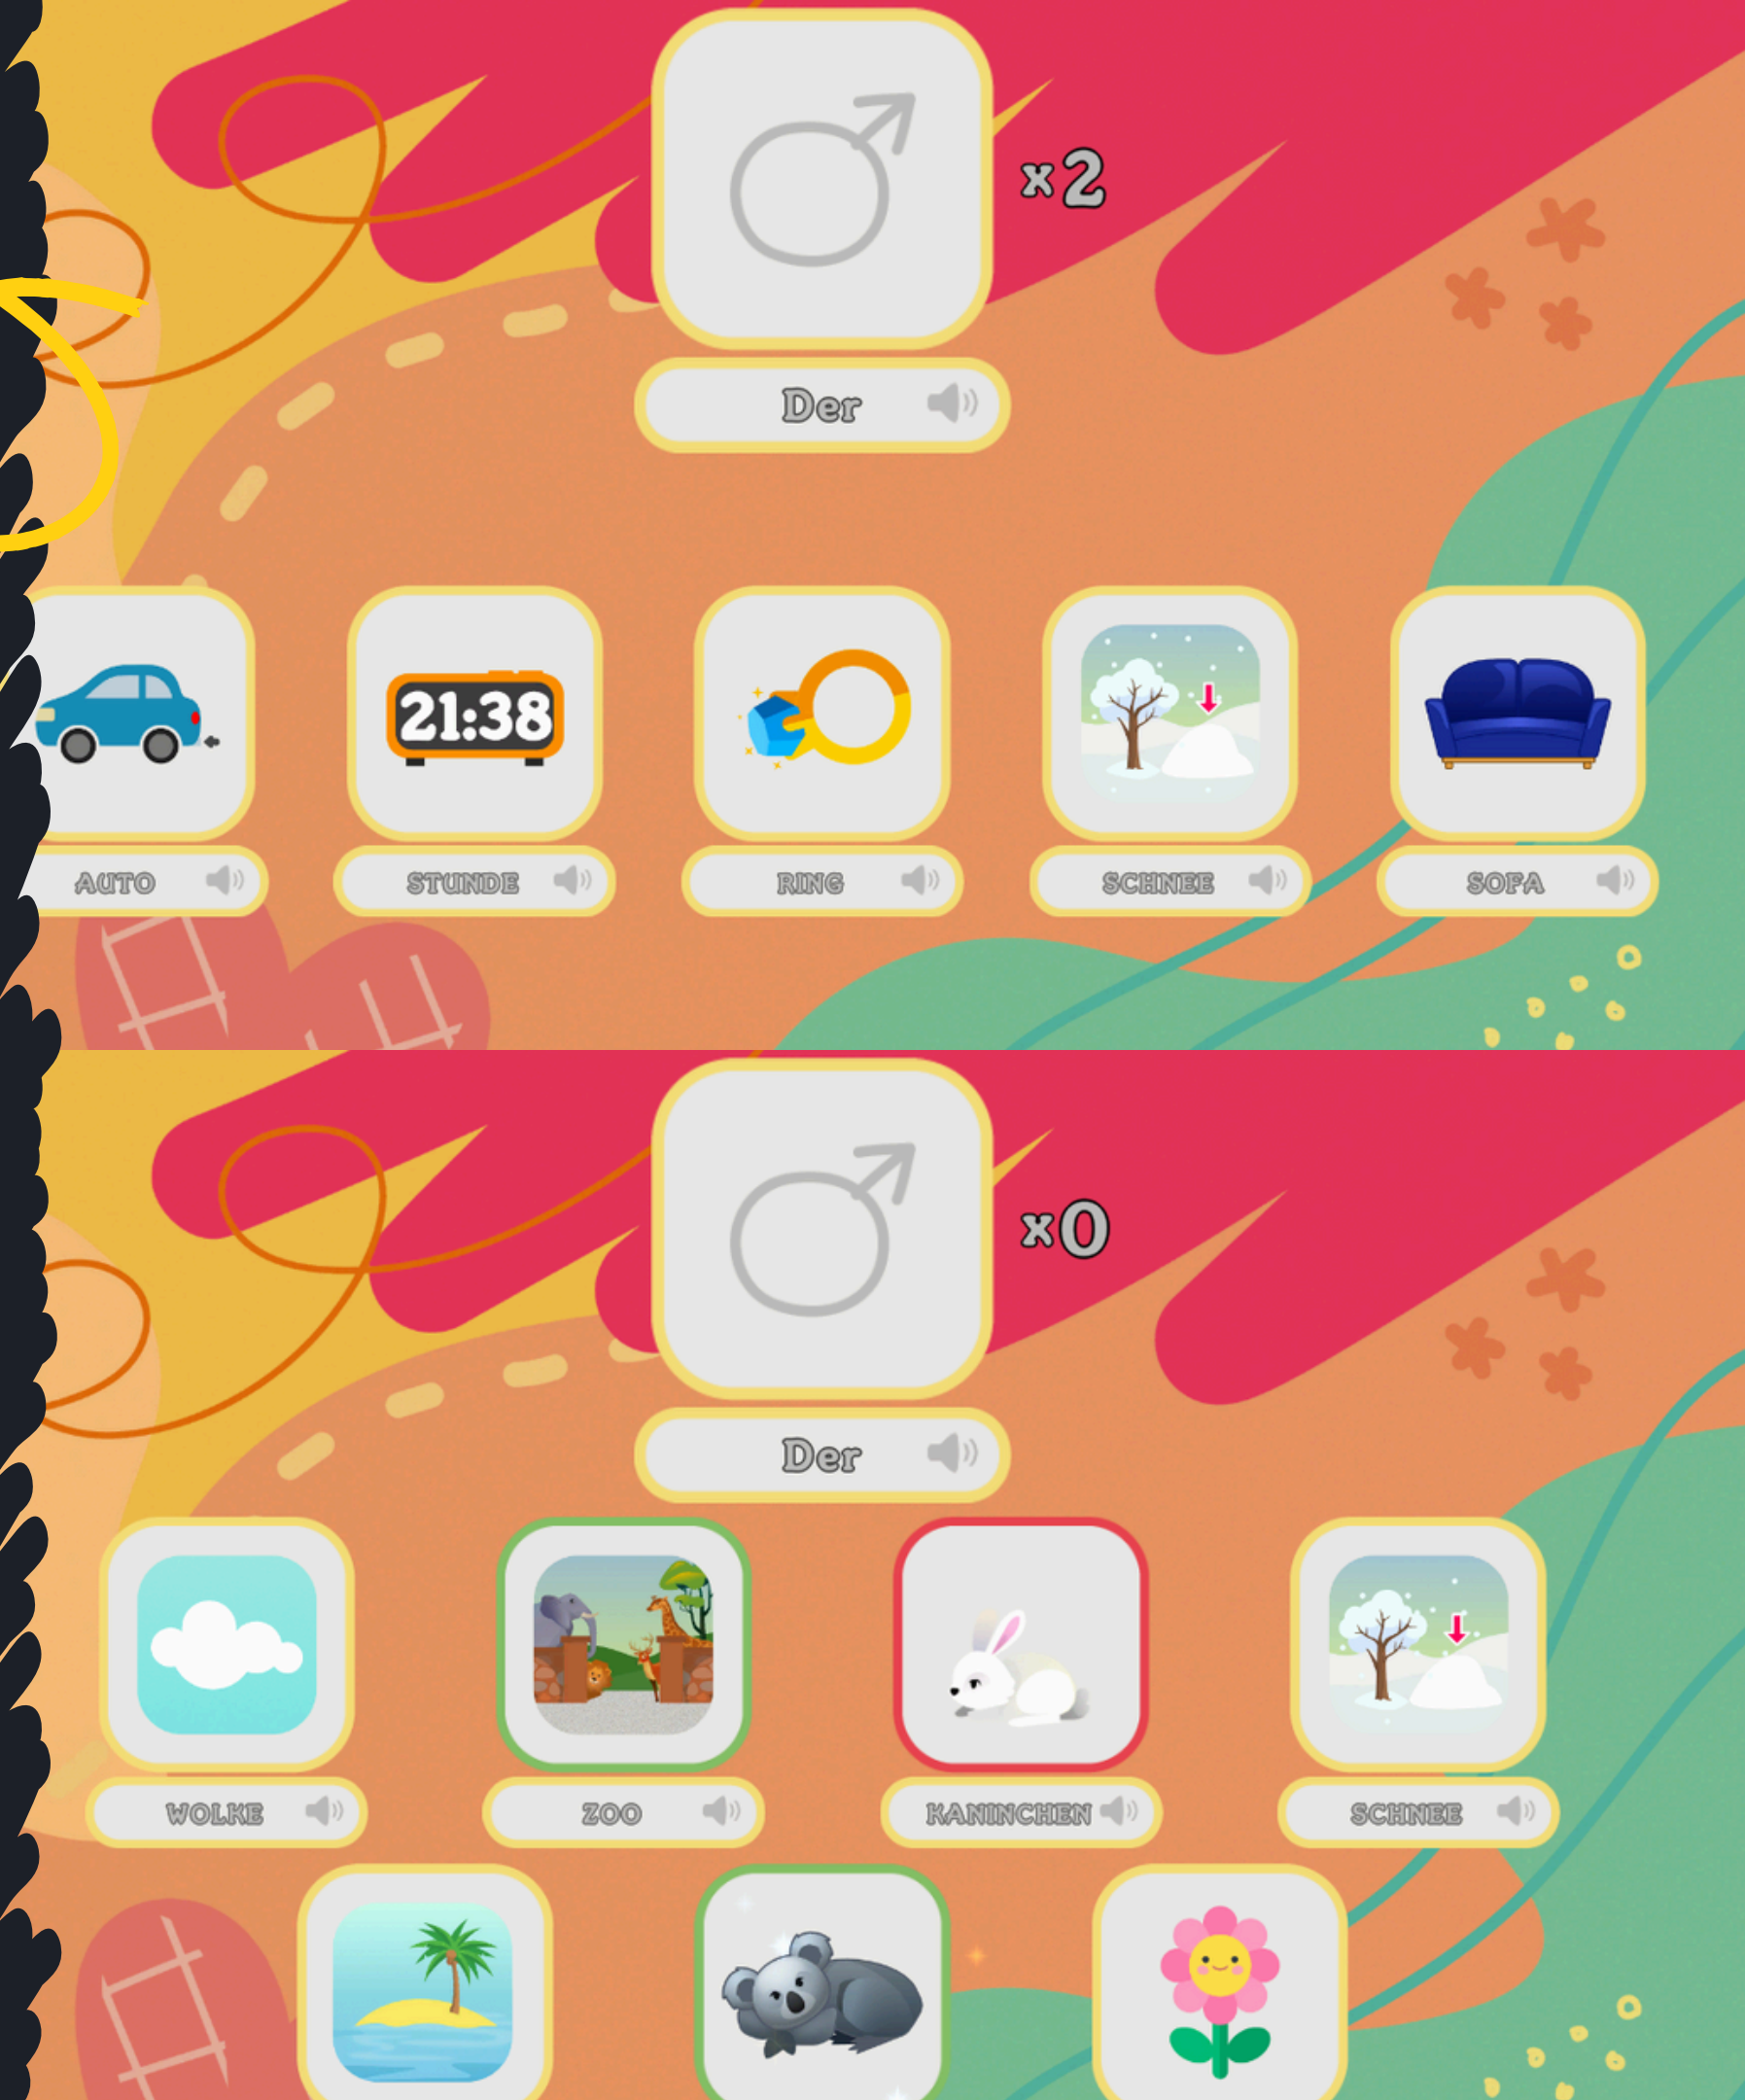 x2
Der
21:38
AUTO STUNDE RING SCHNEE SOFA
x0
Der
WOLKE ZOO KANINCHEN SCHNEE